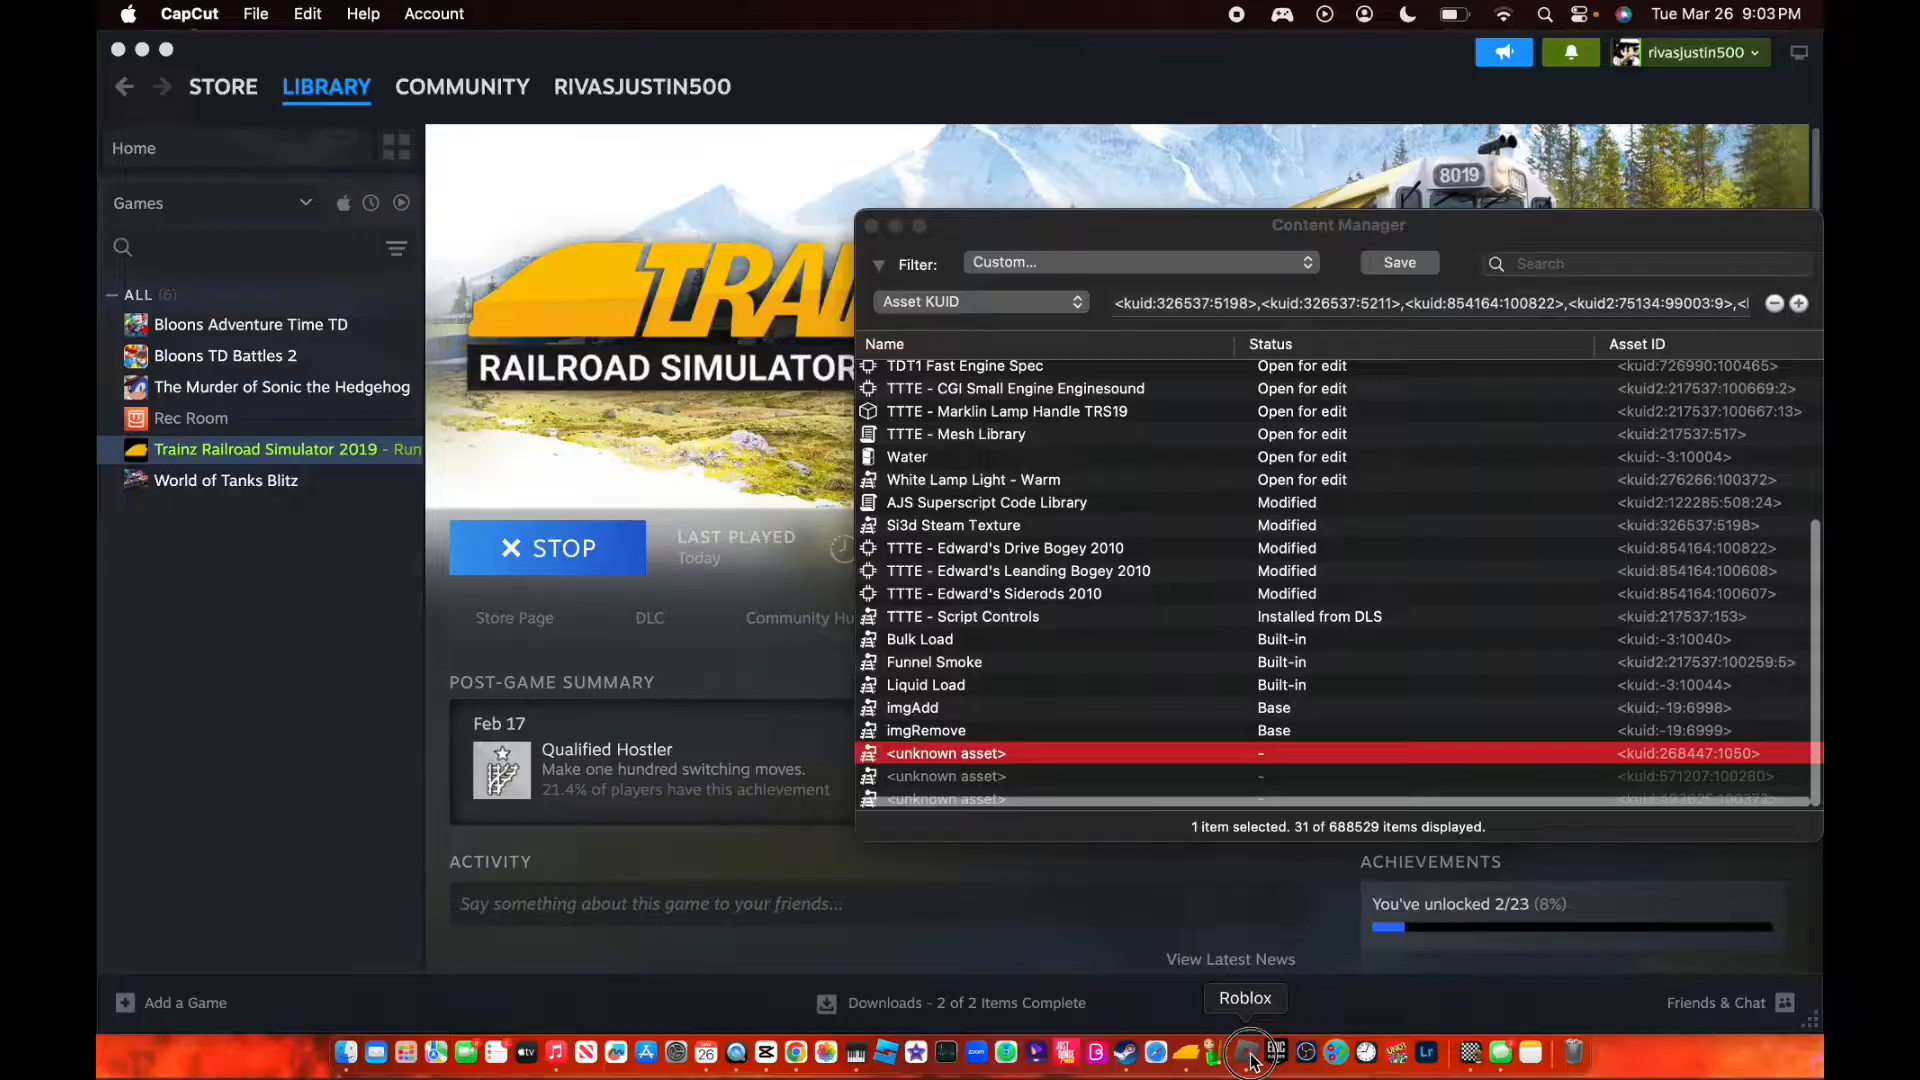 CapCut File Edit Help Account Tue Mar 26 9:03 PM
rivasjustin500
STORE LIBRARY COMMUNITY RIVASJUSTIN500
Home
Games
ALL (6)
Bloons Adventure Time TD
Bloons TD Battles 2
The Murder of Sonic the Hedgehog
Rec Room
Trainz Railroad Simulator 2019 - Run
World of Tanks Blitz
8019
TRAI
RAILROAD SIMULATOR
STOP
LAST PLAYED
Today
Store Page DLC Community Hu
POST-GAME SUMMARY
Feb 17
Qualified Hostler
Make one hundred switching moves.
21.4% of players have this achievement
ACTIVITY
Say something about this game to your friends...
Content Manager
Filter: Custom... Save Search
Asset KUID <kuid:326537:5198>,<kuid:326537:5211>,<kuid:854164:100822>,<kuid2:75134:99003:9>,<
Name Status Asset ID
TDT1 Fast Engine Spec Open for edit <kuid:726990:100465>
TTTE - CGI Small Engine Enginesound Open for edit <kuid2:217537:100669:2>
TTTE - Marklin Lamp Handle TRS19 Open for edit <kuid2:217537:100667:13>
TTTE - Mesh Library Open for edit <kuid:217537:517>
Water Open for edit <kuid:-3:10004>
White Lamp Light - Warm Open for edit <kuid:276266:100372>
AJS Superscript Code Library Modified <kuid2:122285:508:24>
Si3d Steam Texture Modified <kuid:326537:5198>
TTTE - Edward's Drive Bogey 2010 Modified <kuid:854164:100822>
TTTE - Edward's Leanding Bogey 2010 Modified <kuid:854164:100608>
TTTE - Edward's Siderods 2010 Modified <kuid:854164:100607>
TTTE - Script Controls Installed from DLS <kuid:217537:153>
Bulk Load Built-in <kuid:-3:10040>
Funnel Smoke Built-in <kuid2:217537:100259:5>
Liquid Load Built-in <kuid:-3:10044>
imgAdd Base <kuid:-19:6998>
imgRemove Base <kuid:-19:6999>
<unknown asset> - <kuid:268447:1050>
<unknown asset> - <kuid:571207:100280>
<unknown asset> - <kuid:493625:100372>
1 item selected. 31 of 688529 items displayed.
ACHIEVEMENTS
You've unlocked 2/23 (8%)
View Latest News
Add a Game
Downloads - 2 of 2 Items Complete
Roblox
Friends & Chat
tv
26
zoom
JUST DANCE
EPIC GAMES
UNO!
Lr